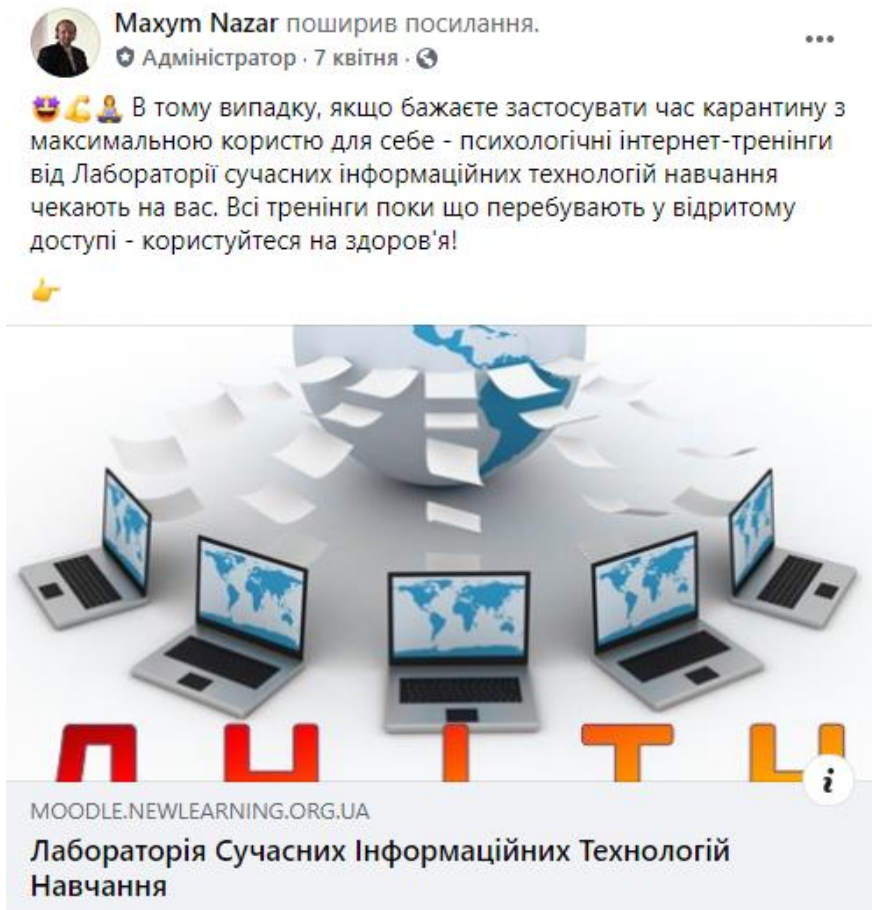 Maxym Nazar поширив посилання.
Адміністратор · 7 квітня ·
В тому випадку, якщо бажаєте застосувати час карантину з
максимальною користю для себе - психологічні інтернет-тренінги
від Лабораторії сучасних інформаційних технологій навчання
чекають на вас. Всі тренінги поки що перебувають у відритому
доступі - користуйтеся на здоров'я!
ЛНІТН
i
MOODLE.NEWLEARNING.ORG.UA
Лабораторія Сучасних Інформаційних Технологій
Навчання